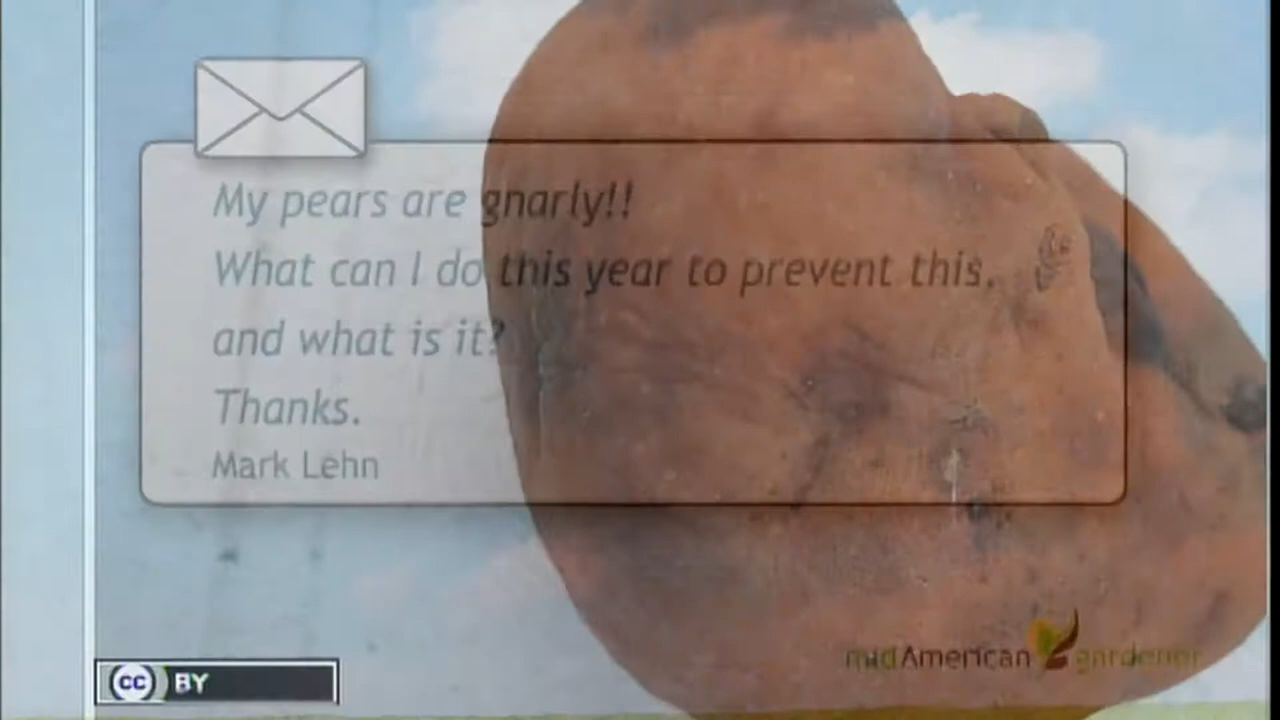 My pears are gnarly!!
What can I do this year to prevent this.
and what is it?
Thanks.
Mark Lehn
midAmerican gardener
cc BY